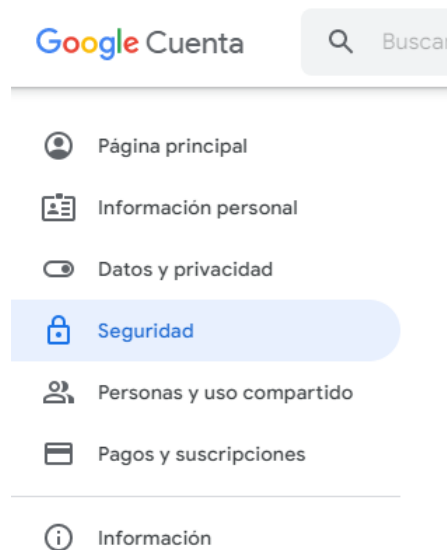 Google Cuenta
Buscar
Página principal
Información personal
Datos y privacidad
Seguridad
Personas y uso compartido
Pagos y suscripciones
Información